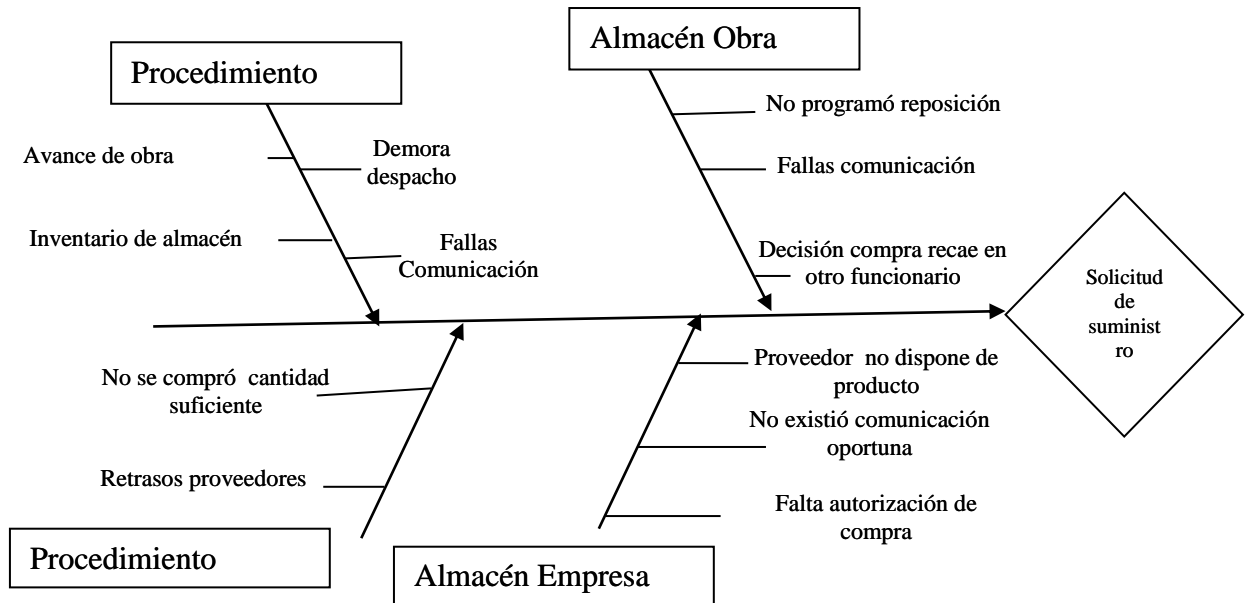 Almacén Obra
Procedimiento
No programó reposición
Avance de obra
Demora
despacho
Fallas comunicación
Inventario de almacén
Fallas
Comunicación
Decisión compra recae en
otro funcionario
Solicitud
de
suminist
ro
No se compró cantidad
suficiente
Proveedor no dispone de
producto
No existió comunicación
oportuna
Retrasos proveedores
Falta autorización de
compra
Procedimiento
Almacén Empresa